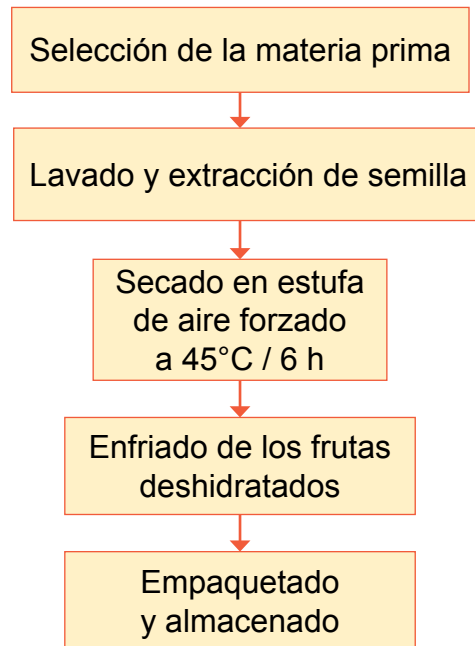 Selección de la materia prima
Lavado y extracción de semilla
Secado en estufa
de aire forzado
a 45°C / 6 h
Enfriado de los frutas
deshidratados
Empaquetado
y almacenado